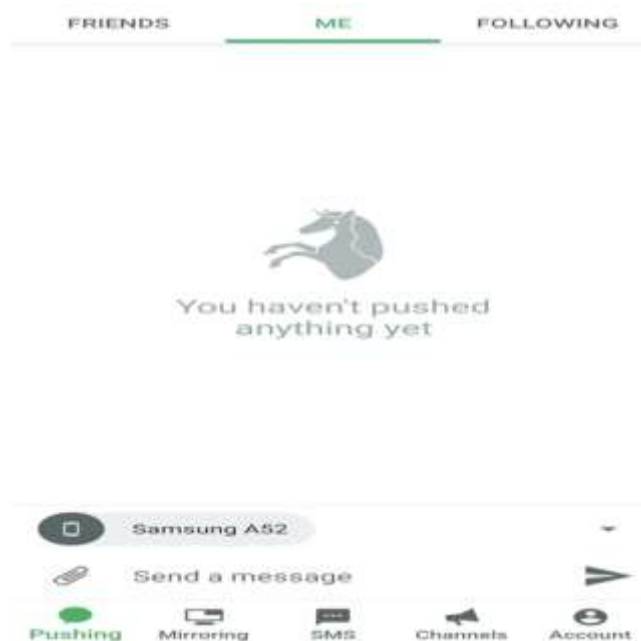 FRIENDS ME FOLLOWING
You haven't pushed
anything yet
Samsung A52
Send a message
Pushing Mirroring SMS Channels Account